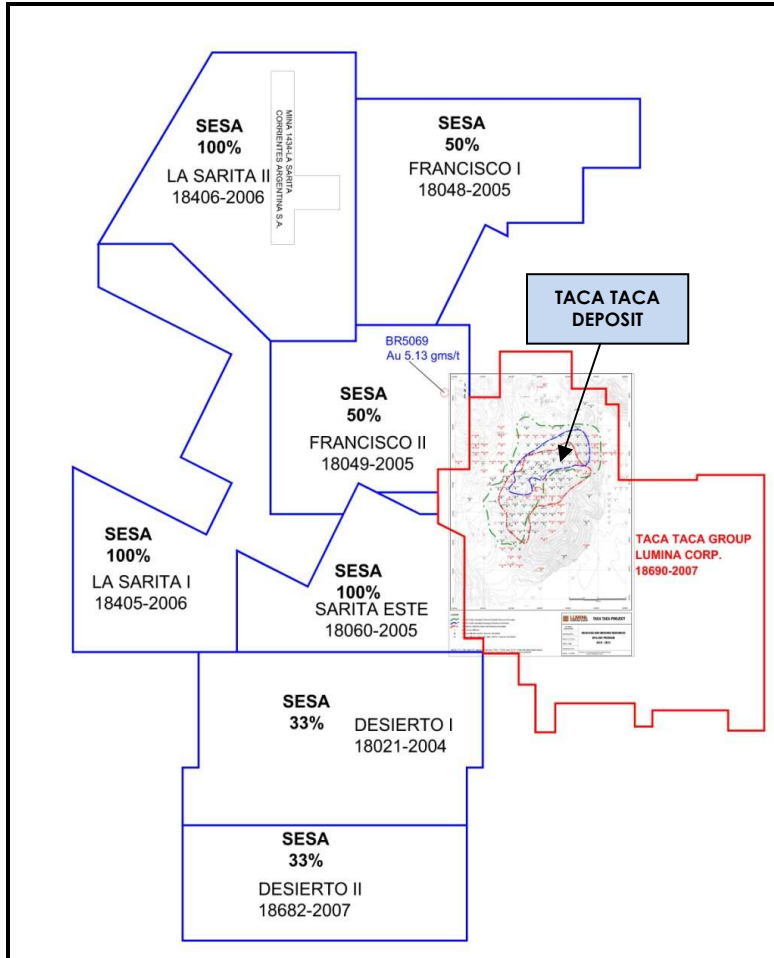 SESA
100%
LA SARITA II
18406-2006
MINA 1434-LA SARITA
CORRIENTES ARGENTINA S.A.
SESA
50%
FRANCISCO I
18048-2005
TACA TACA
DEPOSIT
BR5069
Au 5.13 gms/t
SESA
50%
FRANCISCO II
18049-2005
SESA
100%
LA SARITA I
18405-2006
SESA
100%
SARITA ESTE
18060-2005
TACA TACA GROUP
LUMINA CORP.
18690-2007
LUMINA
TACA TACA PROJECT
SESA
33%
DESIERTO I
18021-2004
SESA
33%
DESIERTO II
18682-2007